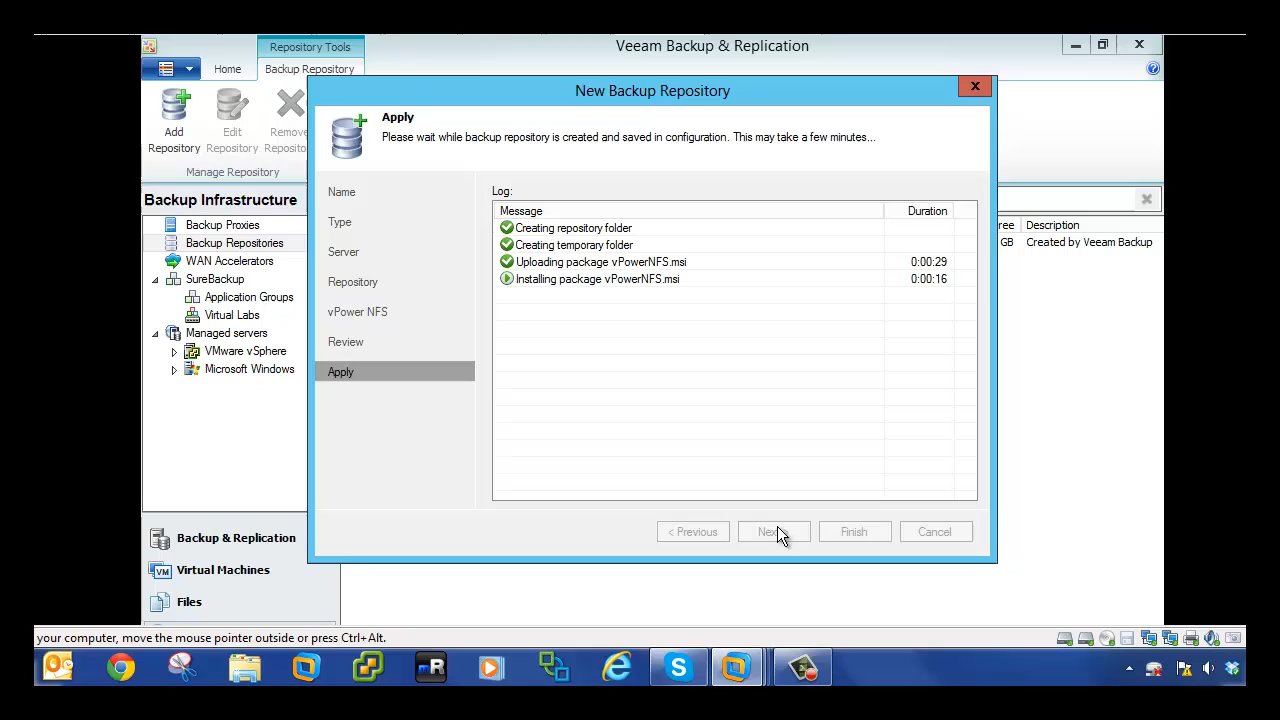 Repository Tools
Veeam Backup & Replication
Home
Backup Repository
Add
Repository
Edit
Repository
Remove
Reposito
Manage Repository
New Backup Repository
Apply
Please wait while backup repository is created and saved in configuration. This may take a few minutes...
Name
Type
Server
Repository
vPower NFS
Review
Apply
Log:
Message Duration
Creating repository folder
Creating temporary folder
Uploading package vPowerNFS.msi 0:00:29
Installing package vPowerNFS.msi 0:00:16
< Previous
Finish
Cancel
Backup Infrastructure
Backup Proxies
Backup Repositories
WAN Accelerators
SureBackup
Application Groups
Virtual Labs
Managed servers
VMware vSphere
Microsoft Windows
ree Description
GB Created by Veeam Backup
Backup & Replication
Virtual Machines
Files
your computer, move the mouse pointer outside or press Ctrl+Alt.
mR